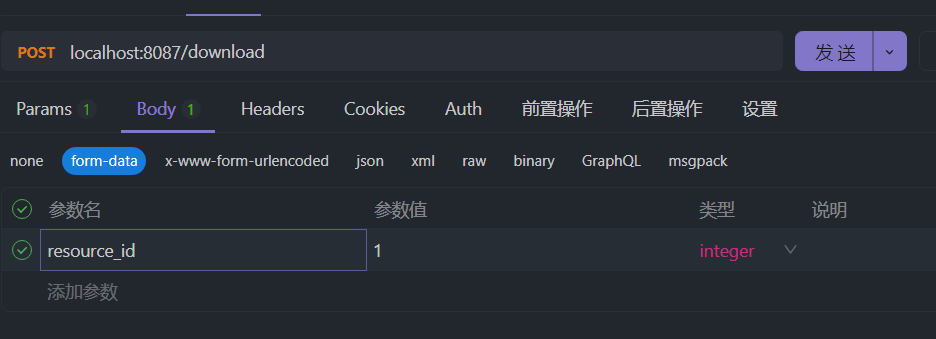 POST localhost:8087/download 发 送
Params 1 Body 1 Headers Cookies Auth 前置操作 后置操作 设置
none form-data x-www-form-urlencoded json xml raw binary GraphQL msgpack
参数名 参数值 类型 说明
resource_id 1 integer
添加参数